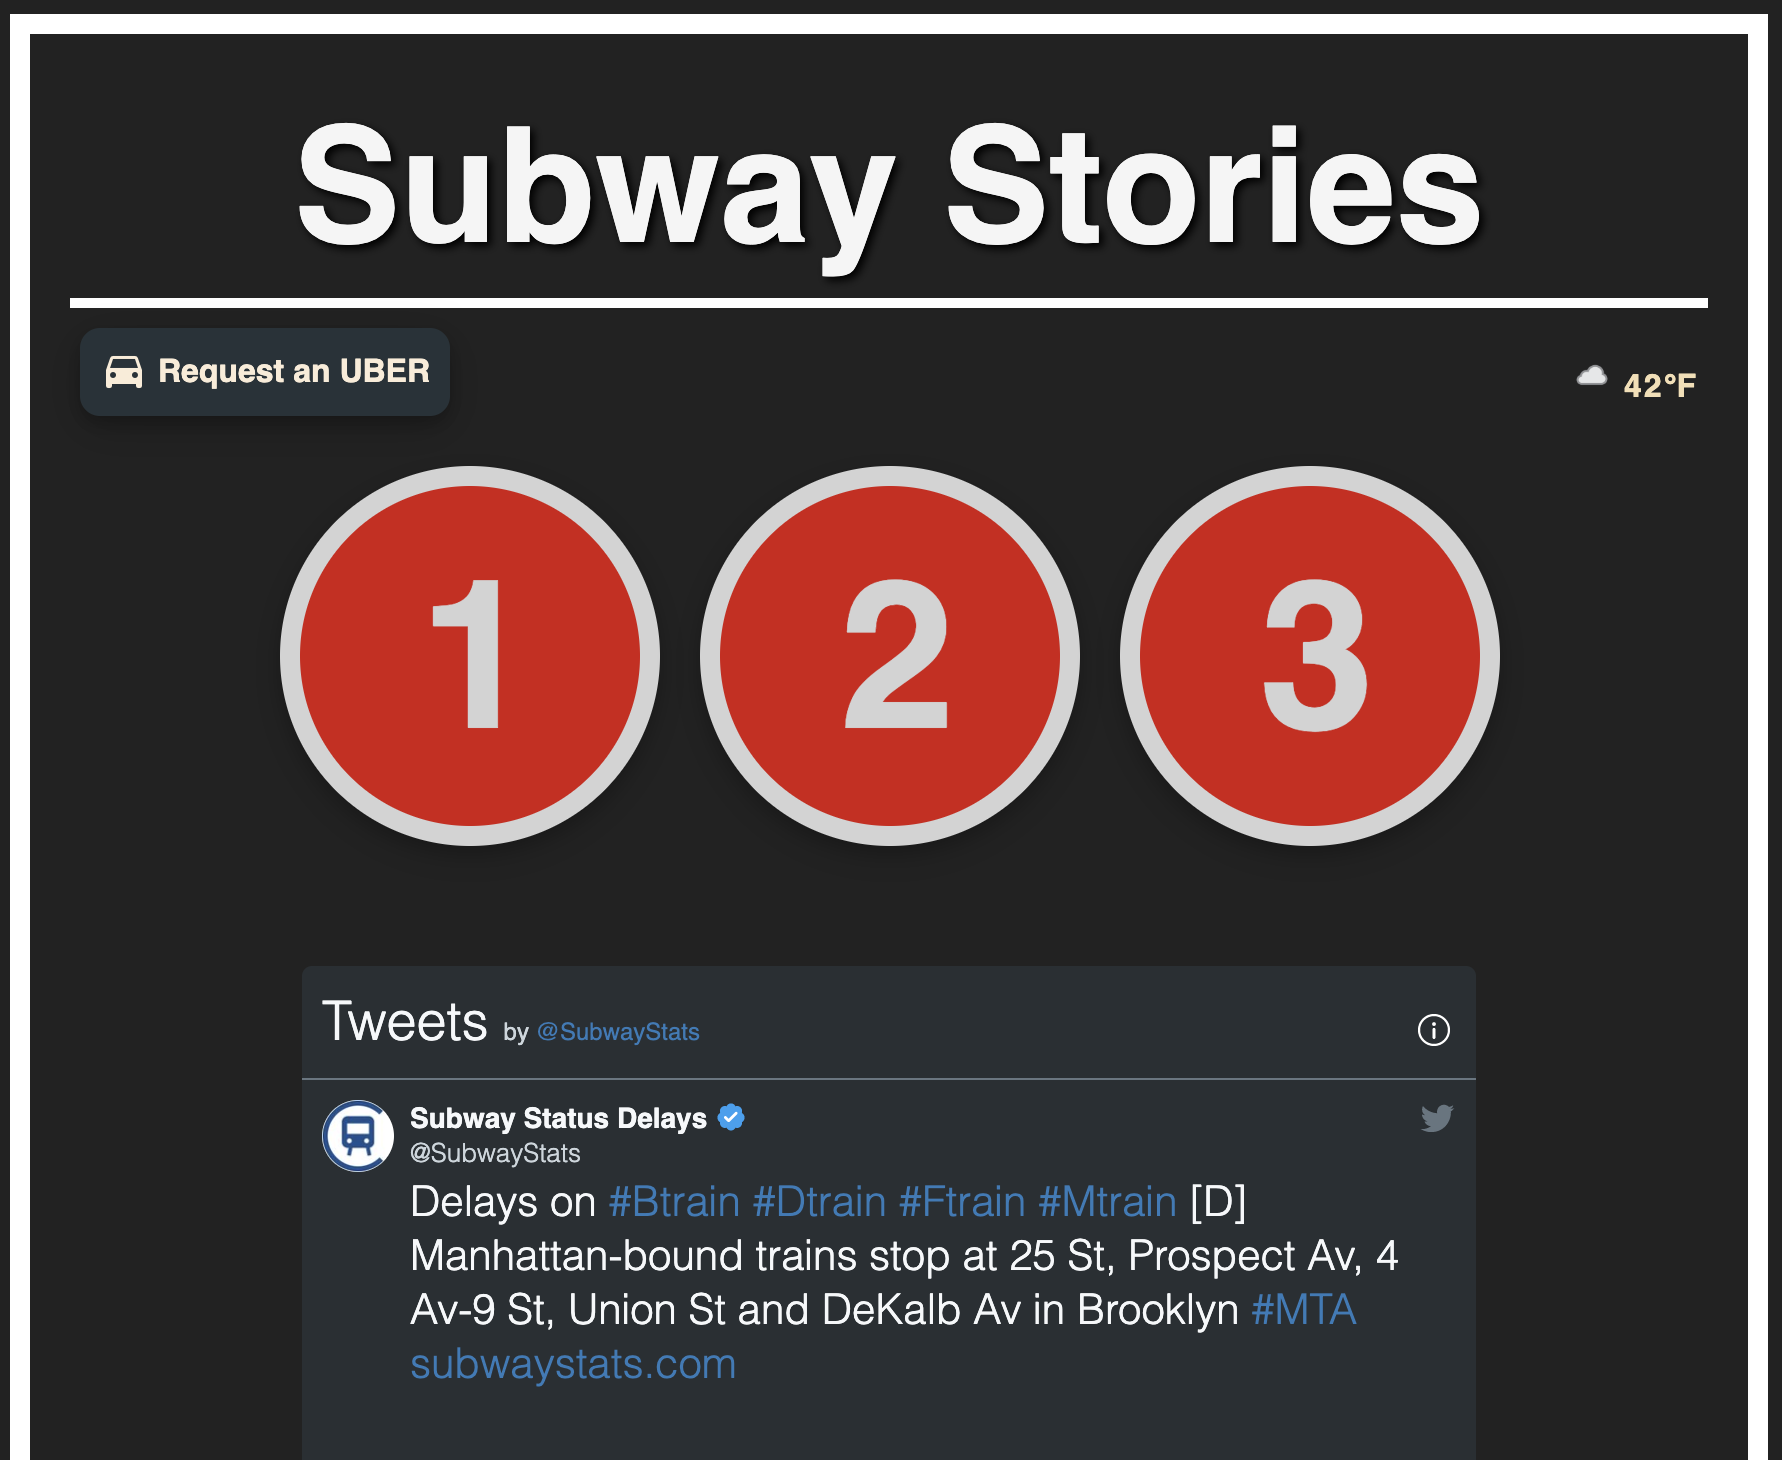 Subway Stories
Request an UBER
42°F
1
2
3
Tweets by @SubwayStats
Subway Status Delays
@SubwayStats
Delays on #Btrain #Dtrain #Ftrain #Mtrain [D]
Manhattan-bound trains stop at 25 St, Prospect Av, 4
Av-9 St, Union St and DeKalb Av in Brooklyn #MTA
subwaystats.com